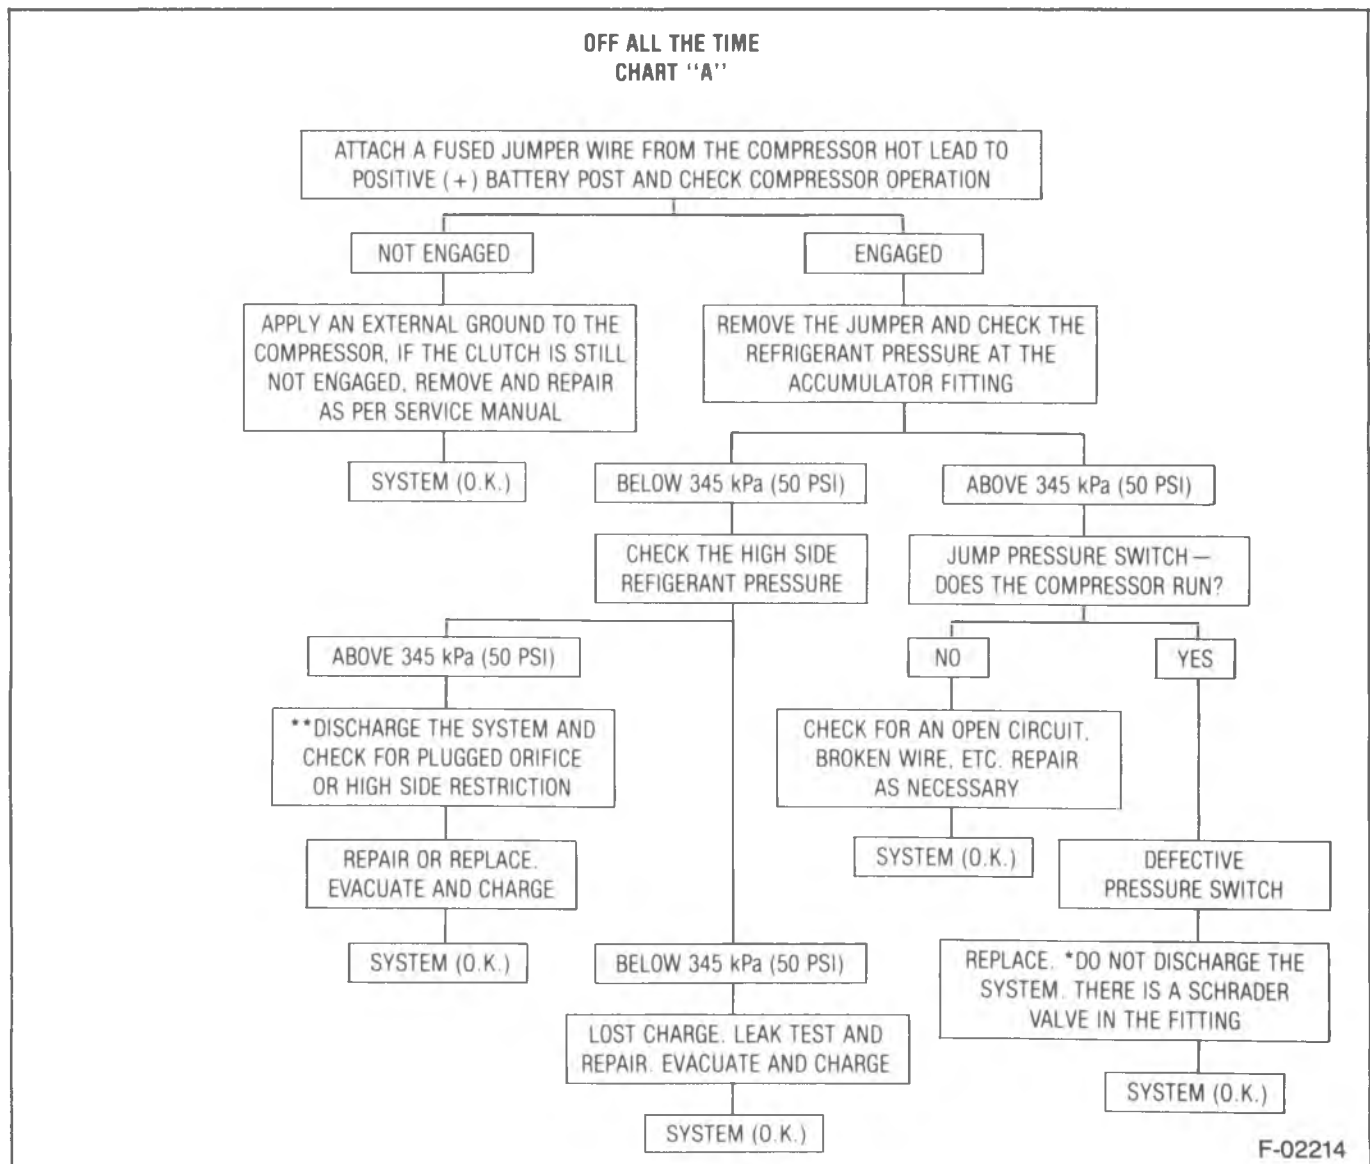 OFF ALL THE TIME
CHART "A"
ATTACH A FUSED JUMPER WIRE FROM THE COMPRESSOR HOT LEAD TO
POSITIVE (+) BATTERY POST AND CHECK COMPRESSOR OPERATION
NOT ENGAGED
ENGAGED
APPLY AN EXTERNAL GROUND TO THE
COMPRESSOR, IF THE CLUTCH IS STILL
NOT ENGAGED, REMOVE AND REPAIR
AS PER SERVICE MANUAL
REMOVE THE JUMPER AND CHECK THE
REFRIGERANT PRESSURE AT THE
ACCUMULATOR FITTING
SYSTEM (O.K.)
BELOW 345 kPa (50 PSI)
ABOVE 345 kPa (50 PSI)
CHECK THE HIGH SIDE
REFIGERANT PRESSURE
JUMP PRESSURE SWITCH—
DOES THE COMPRESSOR RUN?
ABOVE 345 kPa (50 PSI)
NO
YES
**DISCHARGE THE SYSTEM AND
CHECK FOR PLUGGED ORIFICE
OR HIGH SIDE RESTRICTION
CHECK FOR AN OPEN CIRCUIT,
BROKEN WIRE, ETC. REPAIR
AS NECESSARY
REPAIR OR REPLACE.
EVACUATE AND CHARGE
SYSTEM (O.K.)
DEFECTIVE
PRESSURE SWITCH
SYSTEM (O.K.)
BELOW 345 kPa (50 PSI)
REPLACE. *DO NOT DISCHARGE THE
SYSTEM. THERE IS A SCHRADER
VALVE IN THE FITTING
LOST CHARGE. LEAK TEST AND
REPAIR. EVACUATE AND CHARGE
SYSTEM (O.K.)
SYSTEM (O.K.)
F-02214